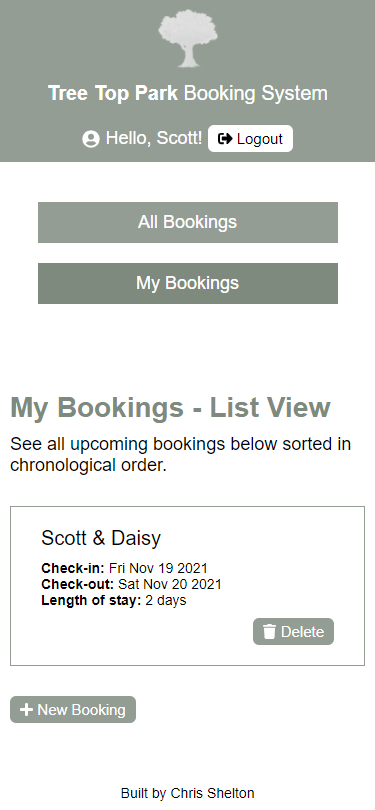 Tree Top Park Booking System
Hello, Scott! Logout
All Bookings
My Bookings
My Bookings - List View
See all upcoming bookings below sorted in
chronological order.
Scott & Daisy
Check-in: Fri Nov 19 2021
Check-out: Sat Nov 20 2021
Length of stay: 2 days
Delete
New Booking
Built by Chris Shelton